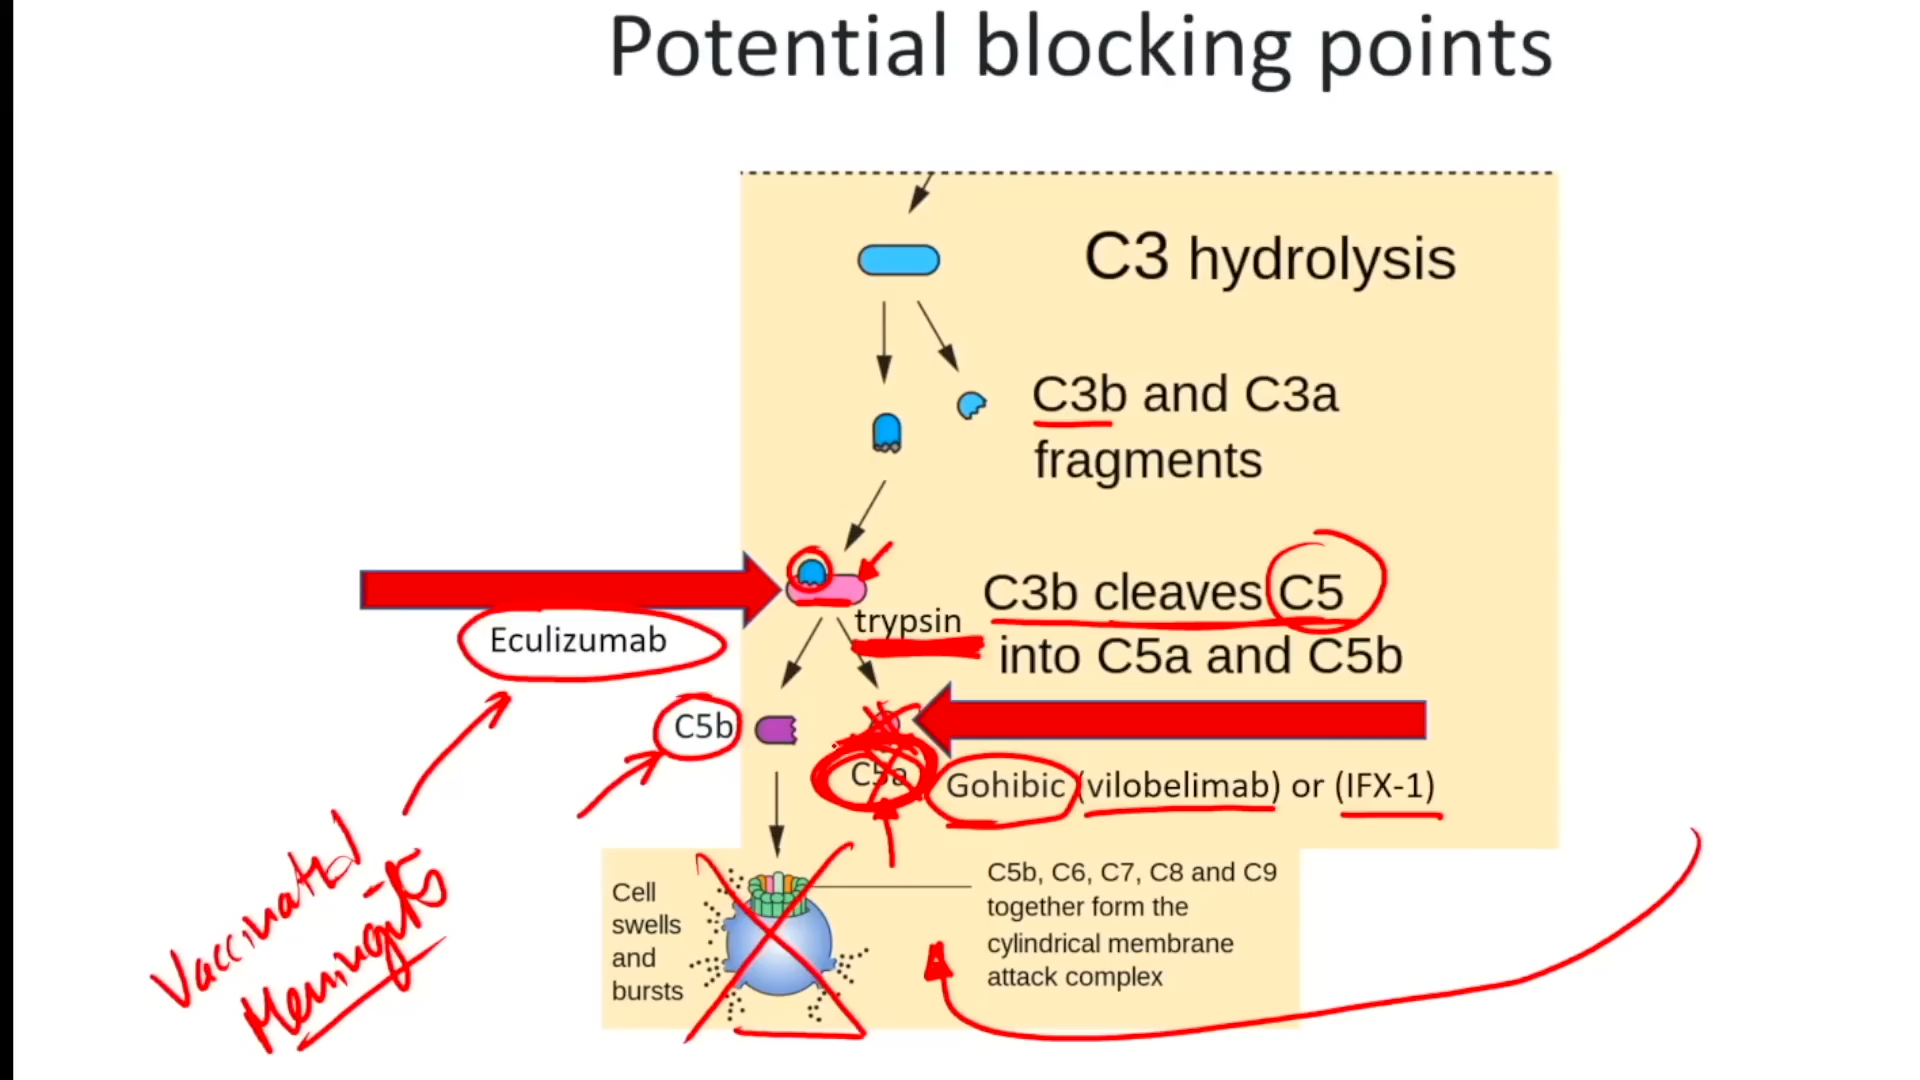 Potential blocking points
C3 hydrolysis
C3b and C3a
fragments
C3b cleaves C5
trypsin
into C5a and C5b
Eculizumab
C5b
C5a
Gohibic (vilobelimab) or (IFX-1)
Vaccinated
Meningitis
Cell
swells
and
bursts
C5b, C6, C7, C8 and C9
together form the
cylindrical membrane
attack complex